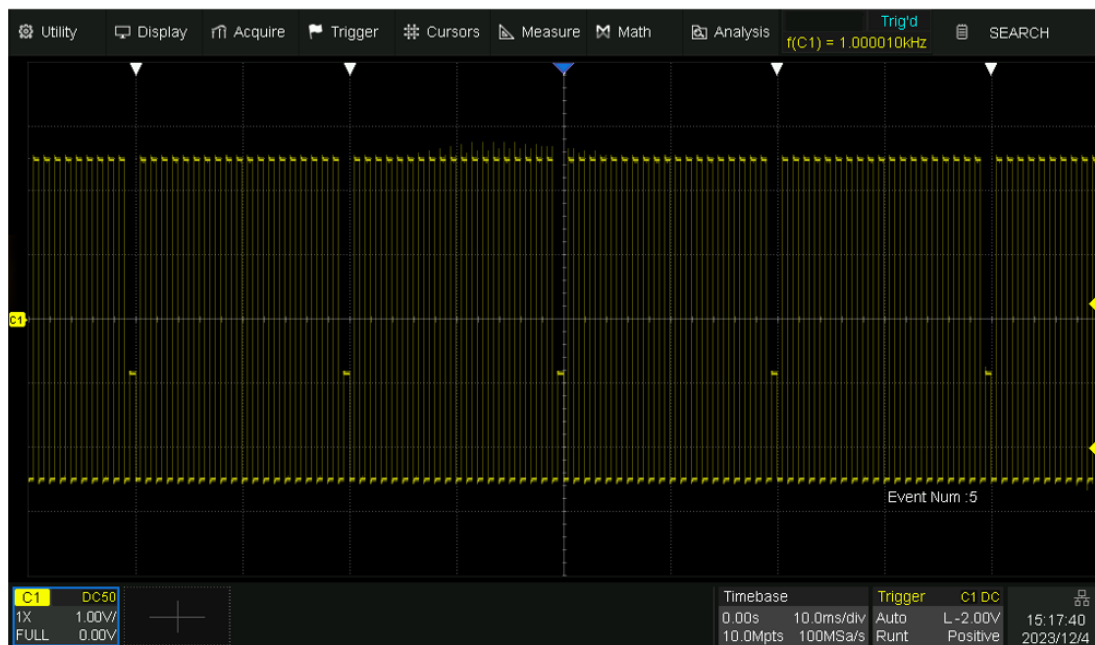 Utility Display Acquire Trigger Cursors Measure Math Analysis Trig'd SEARCH
f(C1) = 1.000010kHz
C1
Event Num :5
C1 DC50 Timebase Trigger C1 DC
1X 1.00V/ 0.00s 10.0ms/div Auto L -2.00V 15:17:40
FULL 0.00V 10.0Mpts 100MSa/s Runt Positive 2023/12/4